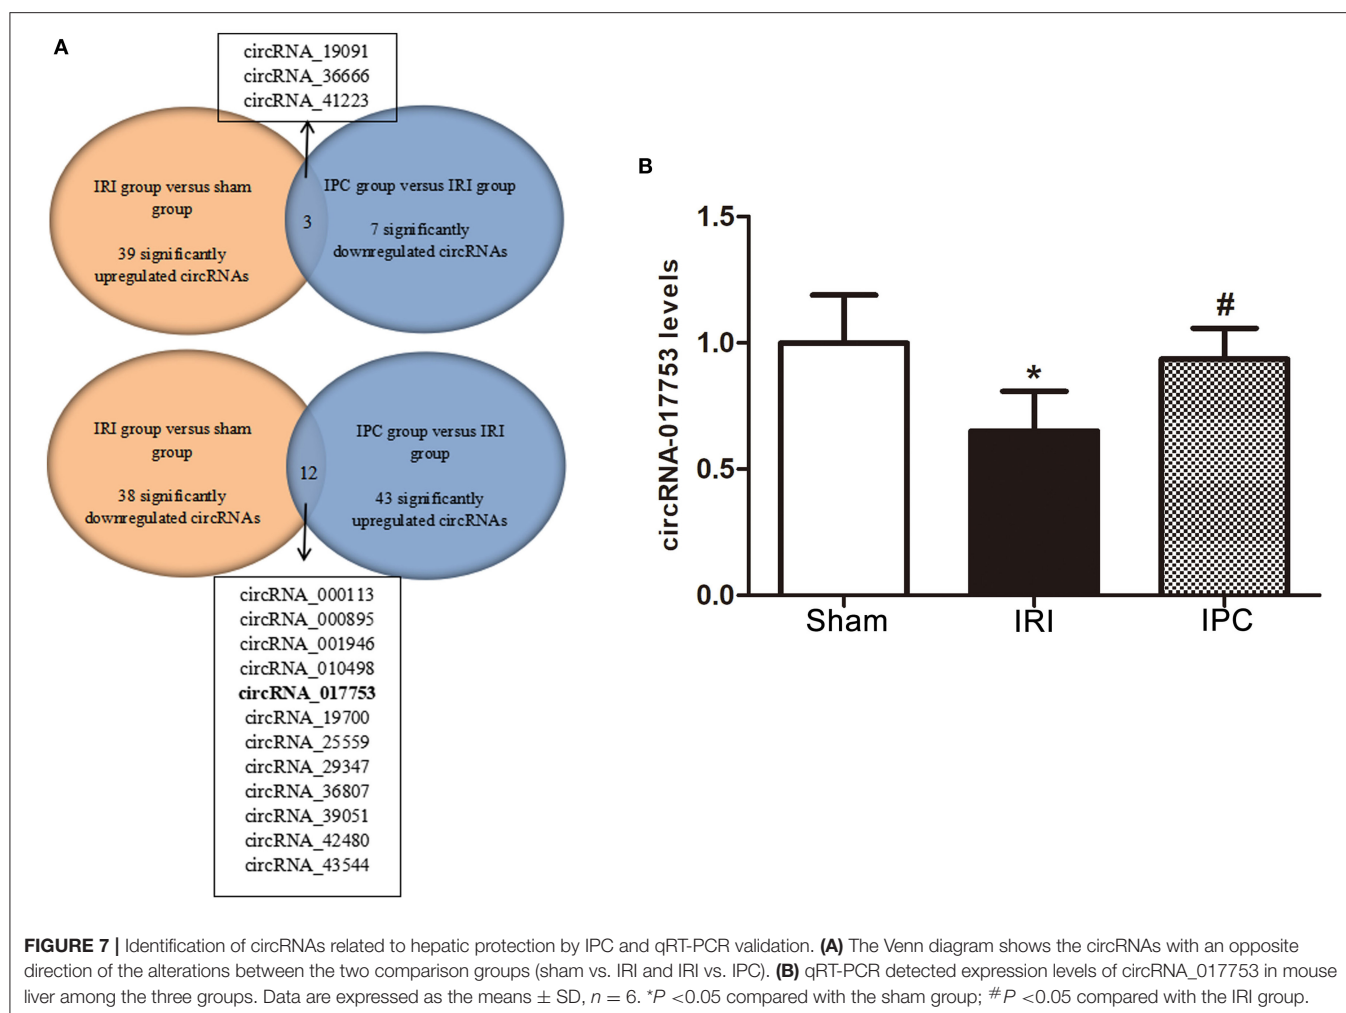 A
circRNA_19091
circRNA_36666
circRNA_41223
IRI group versus sham
group
39 significantly
upregulated circRNAs
3
IPC group versus IRI group
7 significantly
downregulated circRNAs
IRI group versus sham
group
38 significantly
downregulated circRNAs
12
IPC group versus IRI
group
43 significantly
upregulated circRNAs
circRNA_000113
circRNA_000895
circRNA_001946
circRNA_010498
circRNA_017753
circRNA_19700
circRNA_25559
circRNA_29347
circRNA_36807
circRNA_39051
circRNA_42480
circRNA_43544
B
circRNA-017753 levels
1.5
1.0
0.5
0.0
*
#
Sham
IRI
IPC
FIGURE 7 | Identification of circRNAs related to hepatic protection by IPC and qRT-PCR validation. (A) The Venn diagram shows the circRNAs with an opposite
direction of the alterations between the two comparison groups (sham vs. IRI and IRI vs. IPC). (B) qRT-PCR detected expression levels of circRNA_017753 in mouse
liver among the three groups. Data are expressed as the means ± SD, n = 6. *P <0.05 compared with the sham group; #P <0.05 compared with the IRI group.